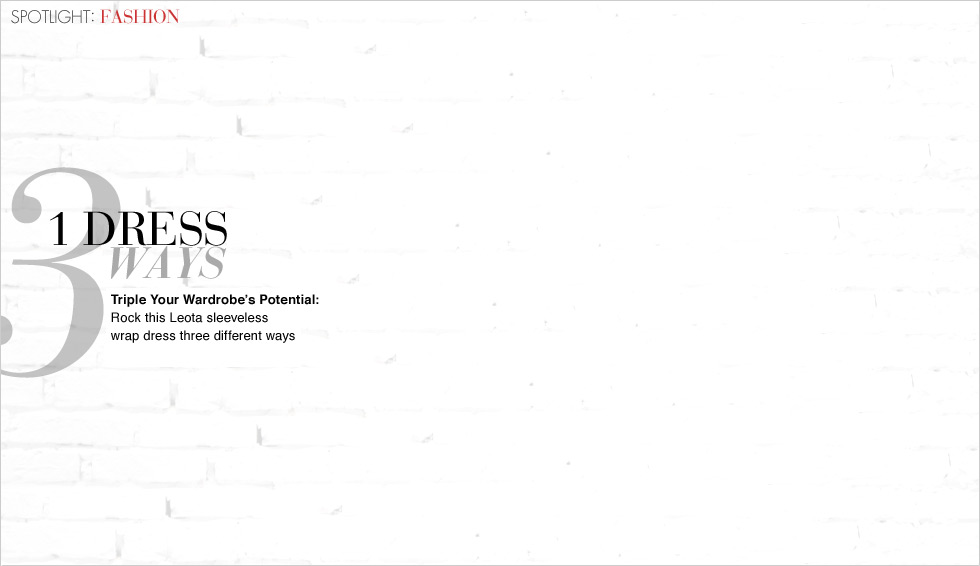 SPOTLIGHT: FASHION
1 DRESS
3 WAYS
Triple Your Wardrobe's Potential:
Rock this Leota sleeveless
wrap dress three different ways